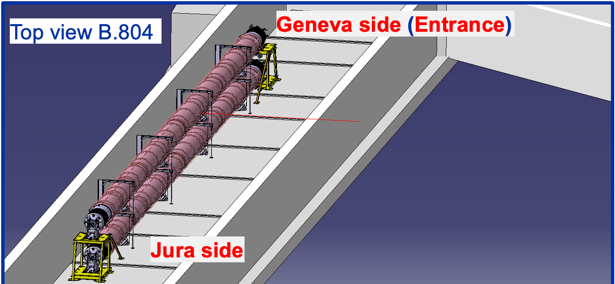 Top view B.804
Geneva side (Entrance)
Jura side